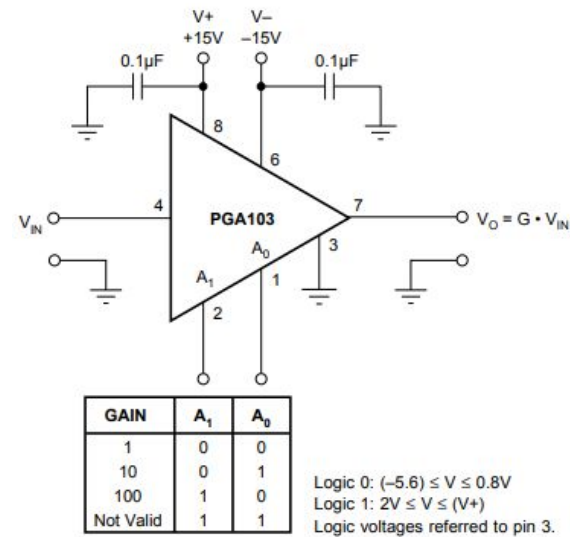 V+
+15V
V–
–15V
0.1µF
0.1µF
8
6
4
7
V_IN
PGA103
V_O = G • V_IN
3
A_0
A_1
1
2
GAIN A_1 A_0
1 0 0
10 0 1
100 1 0
Not Valid 1 1
Logic 0: (–5.6) ≤ V ≤ 0.8V
Logic 1: 2V ≤ V ≤ (V+)
Logic voltages referred to pin 3.